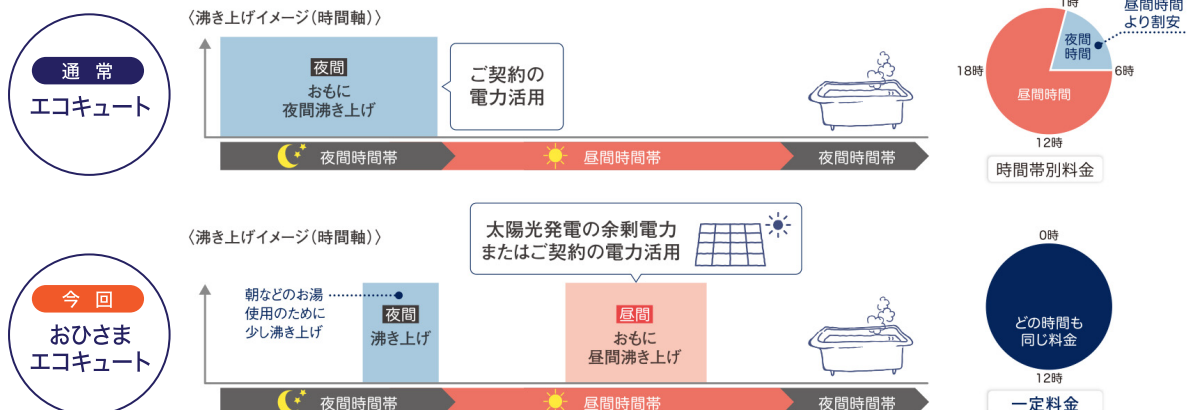 通 常
エコキュート
〈沸き上げイメージ(時間軸)〉
夜間
おもに
夜間沸き上げ
ご契約の
電力活用
夜間時間帯
昼間時間帯
夜間時間帯
1時
昼間時間
より割安
夜間
時間
18時
6時
昼間時間
12時
時間帯別料金
今 回
おひさま
エコキュート
〈沸き上げイメージ(時間軸)〉
太陽光発電の余剰電力
またはご契約の電力活用
朝などのお湯
使用のために
少し沸き上げ
夜間
沸き上げ
昼間
おもに
昼間沸き上げ
夜間時間帯
昼間時間帯
夜間時間帯
0時
どの時間も
同じ料金
12時
一定料金